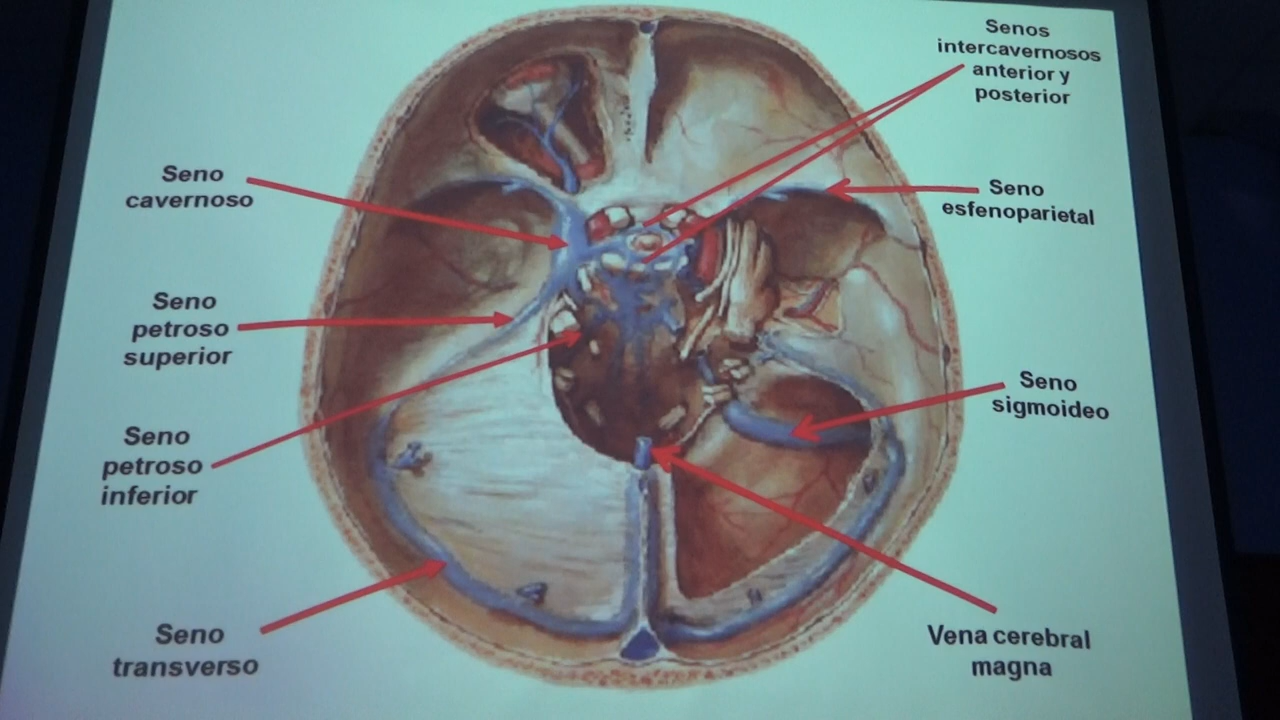 Senos
intercavernosos
anterior y
posterior
Seno
cavernoso
Seno
esfenoparietal
Seno
petroso
superior
Seno
sigmoideo
Seno
petroso
inferior
Seno
transverso
Vena cerebral
magna